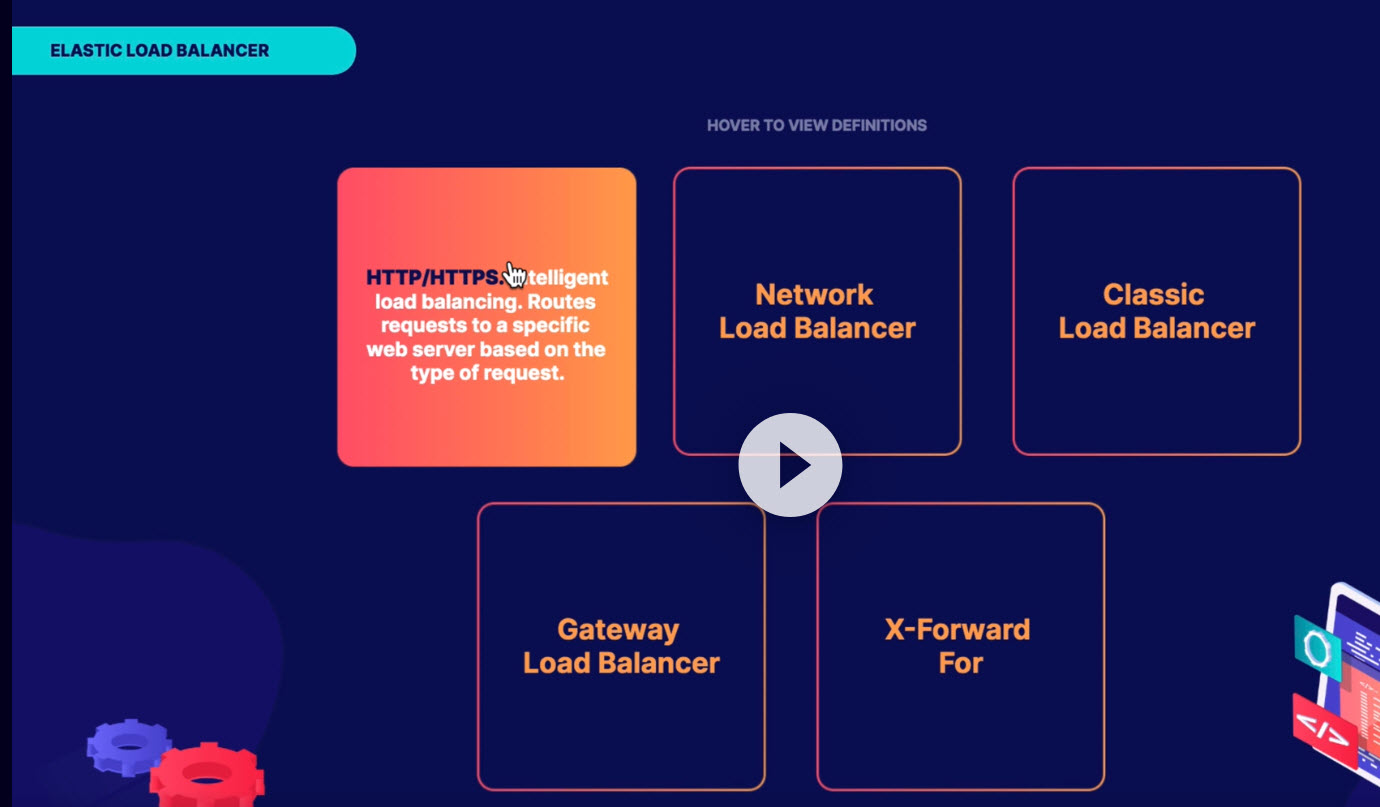 ELASTIC LOAD BALANCER
HOVER TO VIEW DEFINITIONS
HTTP/HTTPS. telligent
load balancing. Routes
requests to a specific
web server based on the
type of request.
Network
Load Balancer
Classic
Load Balancer
Gateway
Load Balancer
X-Forward
For